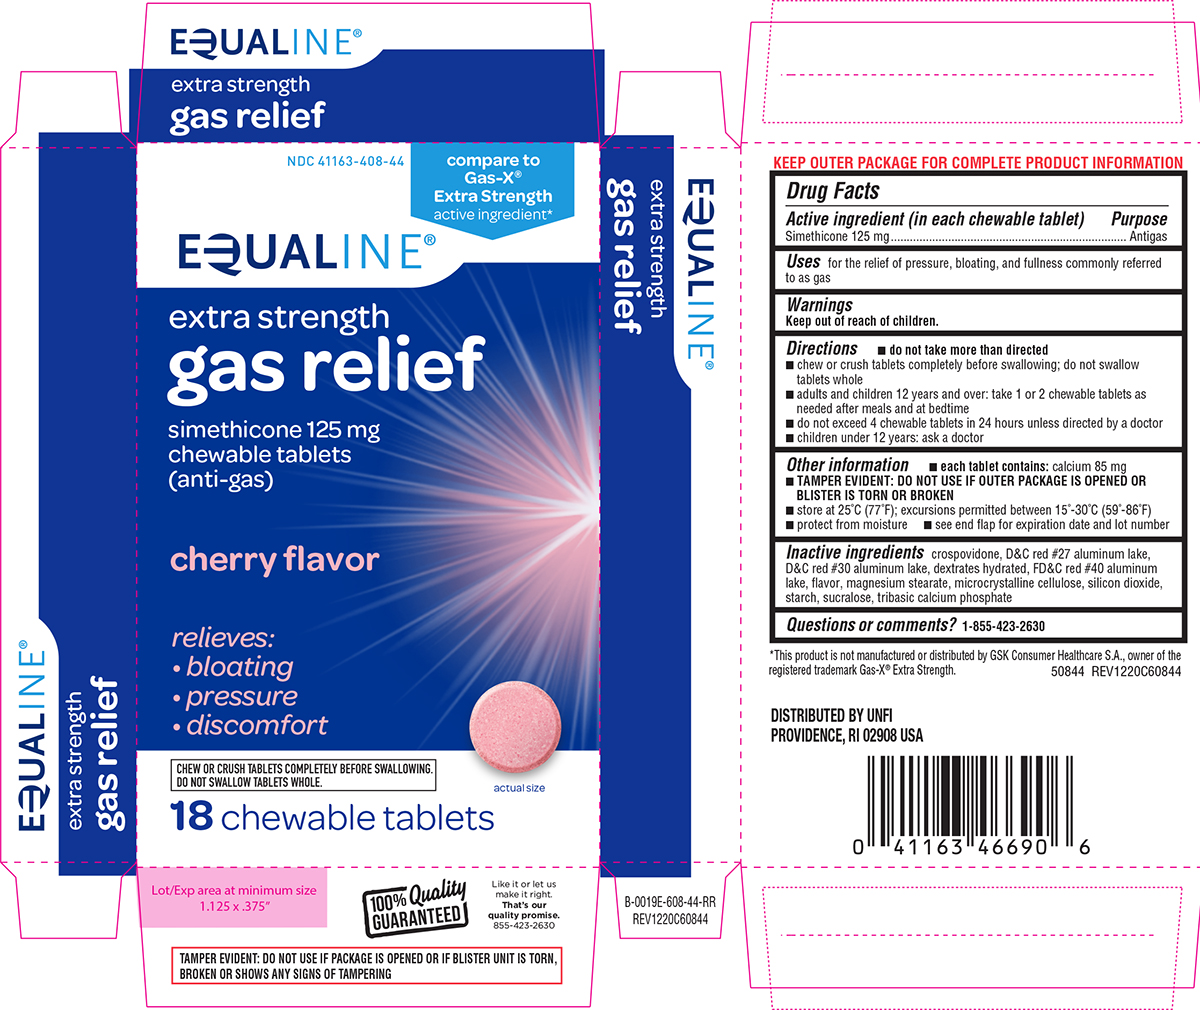 EQUALINE®
extra strength
gas relief
EQUALINE®
extra strength
gas relief
NDC 41163-408-44
compare to
Gas-X®
Extra Strength
active ingredient*
EQUALINE®
extra strength
gas relief
simethicone 125 mg
chewable tablets
(anti-gas)
cherry flavor
relieves:
• bloating
• pressure
• discomfort
CHEW OR CRUSH TABLETS COMPLETELY BEFORE SWALLOWING.
DO NOT SWALLOW TABLETS WHOLE.
actual size
18 chewable tablets
EQUALINE®
extra strength
gas relief
Lot/Exp area at minimum size
1.125 x .375"
100% Quality
GUARANTEED
Like it or let us
make it right.
That's our
quality promise.
855-423-2630
B-0019E-608-44-RR
REV1220C60844
TAMPER EVIDENT: DO NOT USE IF PACKAGE IS OPENED OR IF BLISTER UNIT IS TORN,
BROKEN OR SHOWS ANY SIGNS OF TAMPERING
KEEP OUTER PACKAGE FOR COMPLETE PRODUCT INFORMATION
Drug Facts
Active ingredient (in each chewable tablet) Purpose
Simethicone 125 mg........................................................................ Antigas
Uses for the relief of pressure, bloating, and fullness commonly referred
to as gas
Warnings
Keep out of reach of children.
Directions ■ do not take more than directed
■ chew or crush tablets completely before swallowing; do not swallow
tablets whole
■ adults and children 12 years and over: take 1 or 2 chewable tablets as
needed after meals and at bedtime
■ do not exceed 4 chewable tablets in 24 hours unless directed by a doctor
■ children under 12 years: ask a doctor
Other information ■ each tablet contains: calcium 85 mg
■ TAMPER EVIDENT: DO NOT USE IF OUTER PACKAGE IS OPENED OR
BLISTER IS TORN OR BROKEN
■ store at 25˚C (77˚F); excursions permitted between 15˚-30˚C (59˚-86˚F)
■ protect from moisture ■ see end flap for expiration date and lot number
Inactive ingredients crospovidone, D&C red #27 aluminum lake,
D&C red #30 aluminum lake, dextrates hydrated, FD&C red #40 aluminum
lake, flavor, magnesium stearate, microcrystalline cellulose, silicon dioxide,
starch, sucralose, tribasic calcium phosphate
Questions or comments? 1-855-423-2630
*This product is not manufactured or distributed by GSK Consumer Healthcare S.A., owner of the
registered trademark Gas-X® Extra Strength. 50844 REV1220C60844
DISTRIBUTED BY UNFI
PROVIDENCE, RI 02908 USA
0 41163 46690 6